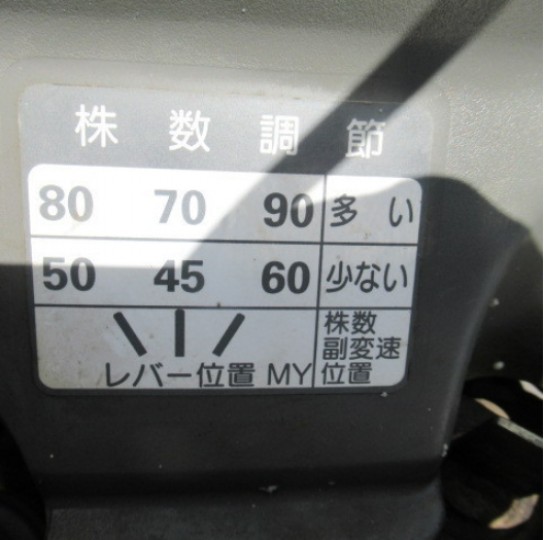 株数調節
80 70 90 多い
50 45 60 少ない
レバー位置 MY
株数
副変速
位置